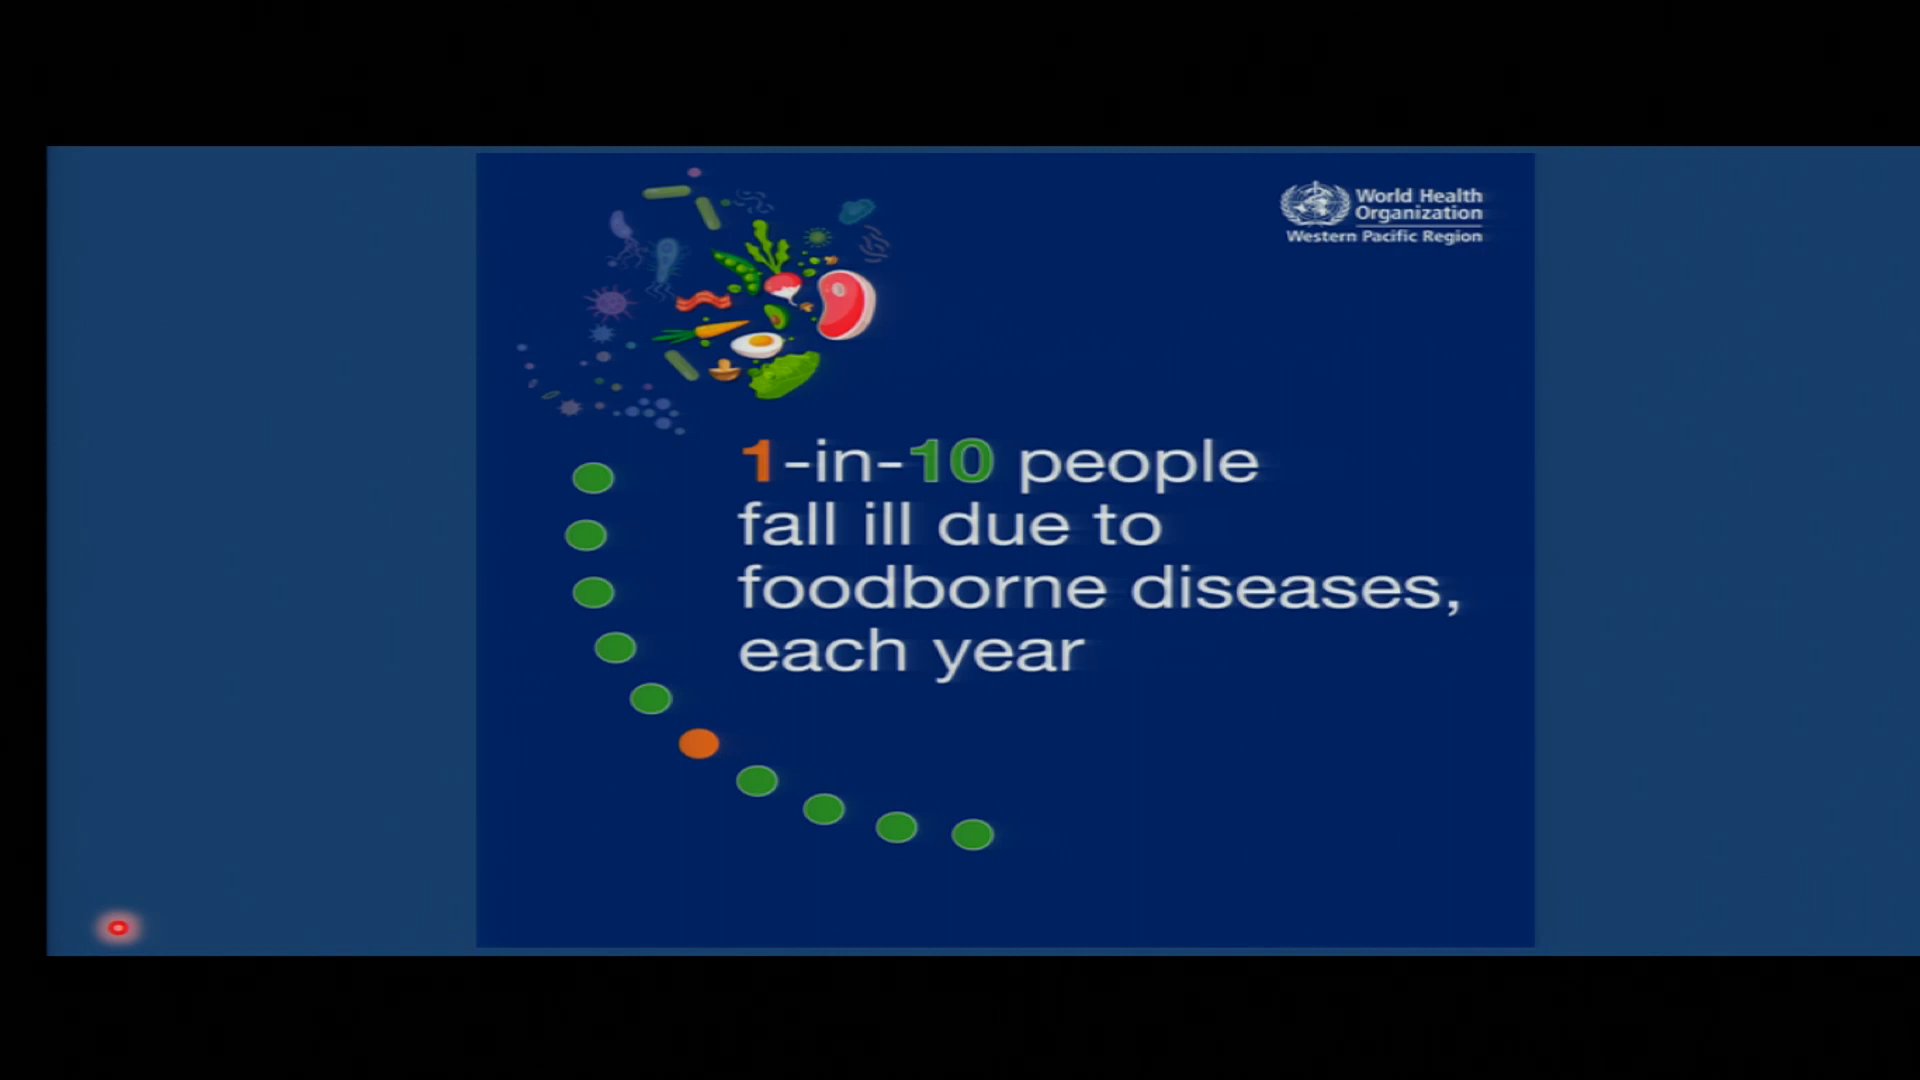 World Health
Organization
Western Pacific Region
1-in-10 people
fall ill due to
foodborne diseases,
each year